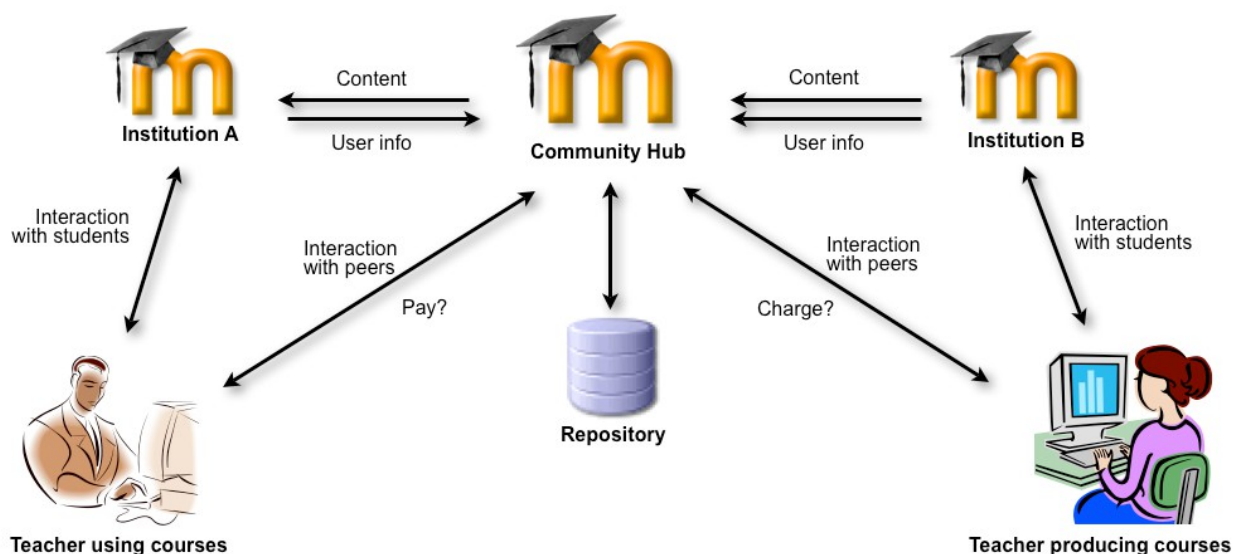 Content
Content
Institution A
User info
Community Hub
User info
Institution B
Interaction
with students
Interaction
with peers
Interaction
with peers
Interaction
with students
Pay?
Charge?
Repository
Teacher using courses
Teacher producing courses